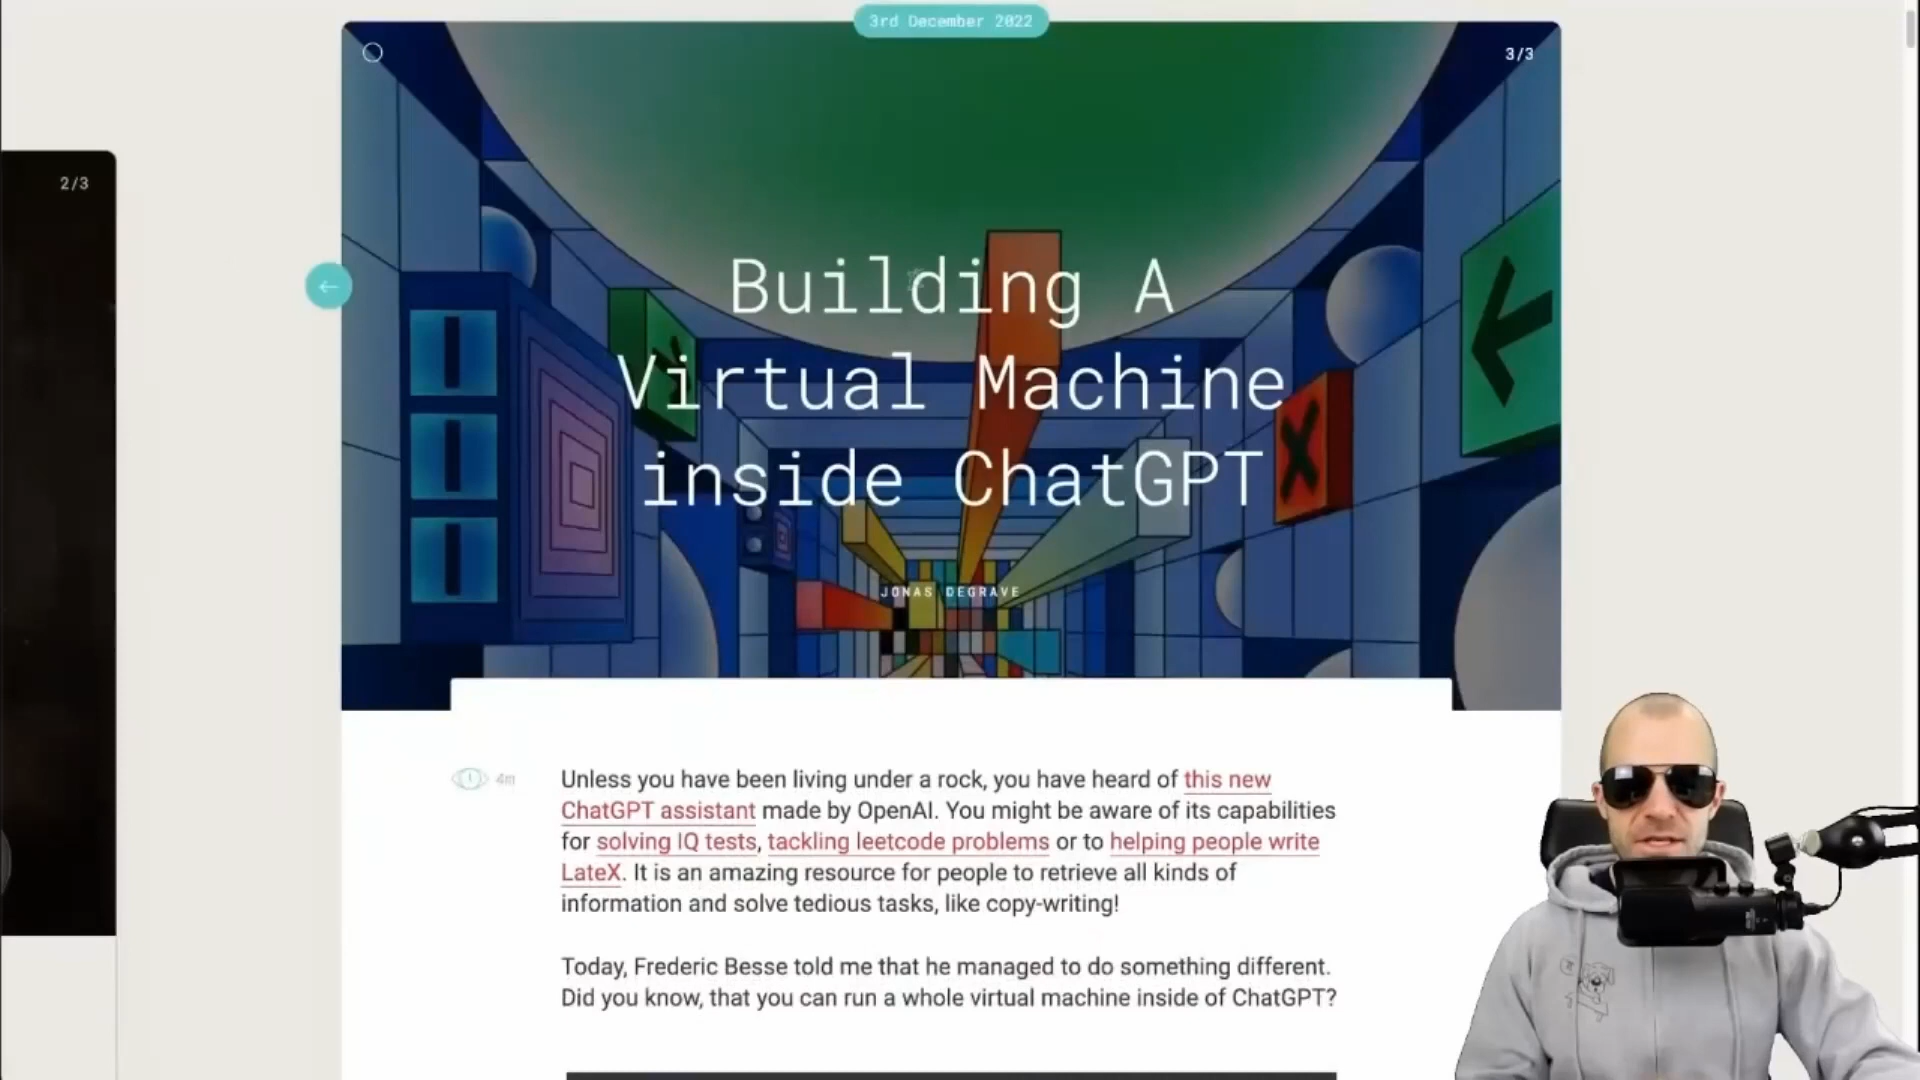 3rd December 2022
3/3
2/3
Building A
Virtual Machine
inside ChatGPT
JONAS DEGRAVE
4m
Unless you have been living under a rock, you have heard of this new
ChatGPT assistant made by OpenAI. You might be aware of its capabilities
for solving IQ tests, tackling leetcode problems or to helping people write
LateX. It is an amazing resource for people to retrieve all kinds of
information and solve tedious tasks, like copy-writing!
Today, Frederic Besse told me that he managed to do something different.
Did you know, that you can run a whole virtual machine inside of ChatGPT?